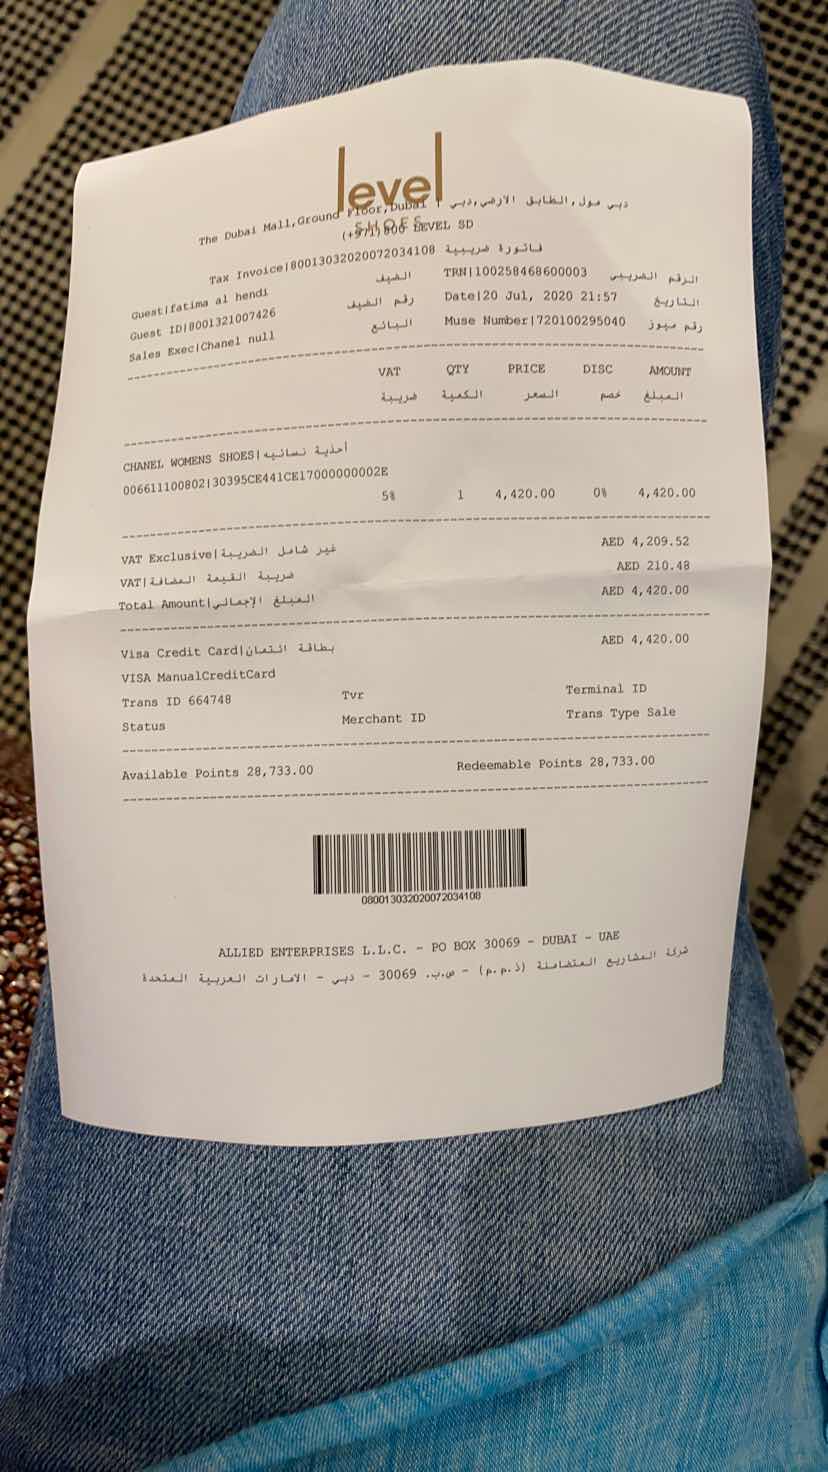 level
SHOES
The Dubai Mall,Ground Floor,Dubai | دبي مول,الطابق الارضي,دبي
(+971)800 LEVEL SD
Tax Invoice|80013032020072034108 فاتورة ضريبية
Guest|fatima al hendi الضيف TRN|100258468600003 الرقم الضريبي
Guest ID|8001321007426 رقم الضيف Date|20 Jul, 2020 21:57 التاريخ
Sales Exec|Chanel null البائع Muse Number|720100295040 رقم ميوز
VAT QTY PRICE DISC AMOUNT
ضريبة الكمية السعر خصم المبلغ
CHANEL WOMENS SHOES|أحذية نسائيه
006611100802|30395CE441CE17000000002E
5% 1 4,420.00 0% 4,420.00
VAT Exclusive|غير شامل الضريبة AED 4,209.52
VAT|ضريبة القيمة المضافة AED 210.48
Total Amount|المبلغ الإجمالي AED 4,420.00
Visa Credit Card|بطاقة ائتمان AED 4,420.00
VISA ManualCreditCard
Trans ID 664748 Tvr Terminal ID
Status Merchant ID Trans Type Sale
Available Points 28,733.00 Redeemable Points 28,733.00
080013032020072034108
ALLIED ENTERPRISES L.L.C. - PO BOX 30069 - DUBAI - UAE
شركة المشاريع المتضامنة (ذ.م.م) - ص.ب. 30069 - دبي - الامارات العربية المتحدة